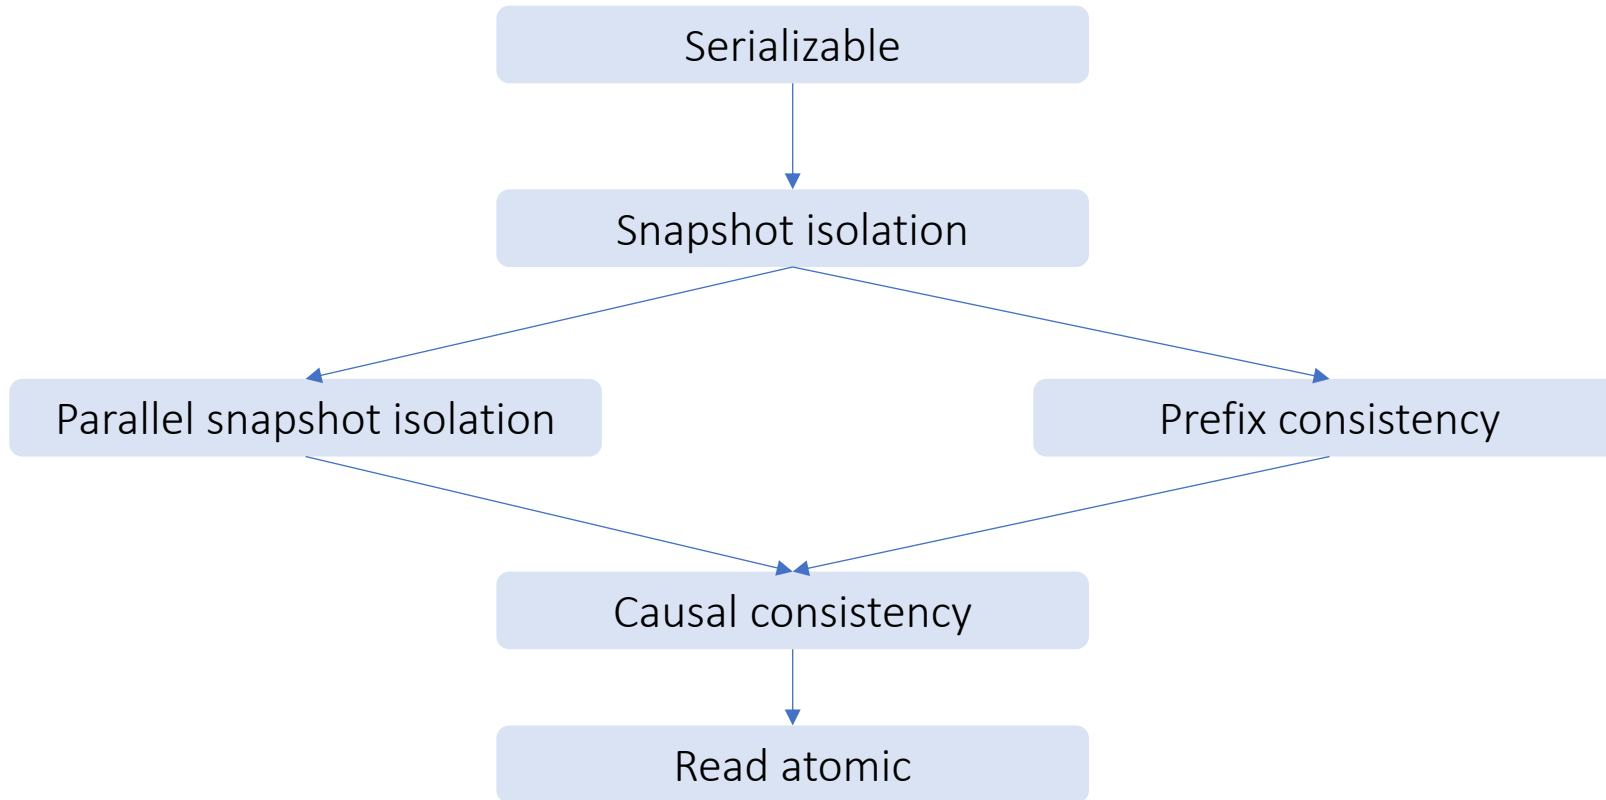 Serializable
Snapshot isolation
Parallel snapshot isolation
Prefix consistency
Causal consistency
Read atomic